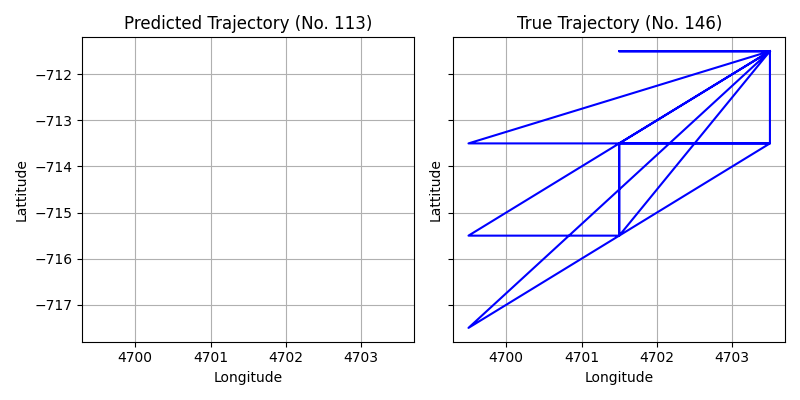 Predicted Trajectory (No. 113)
True Trajectory (No. 146)
−712
−713
−714
−715
−716
−717
Lattitude
Lattitude
4700 4701 4702 4703
4700 4701 4702 4703
Longitude
Longitude